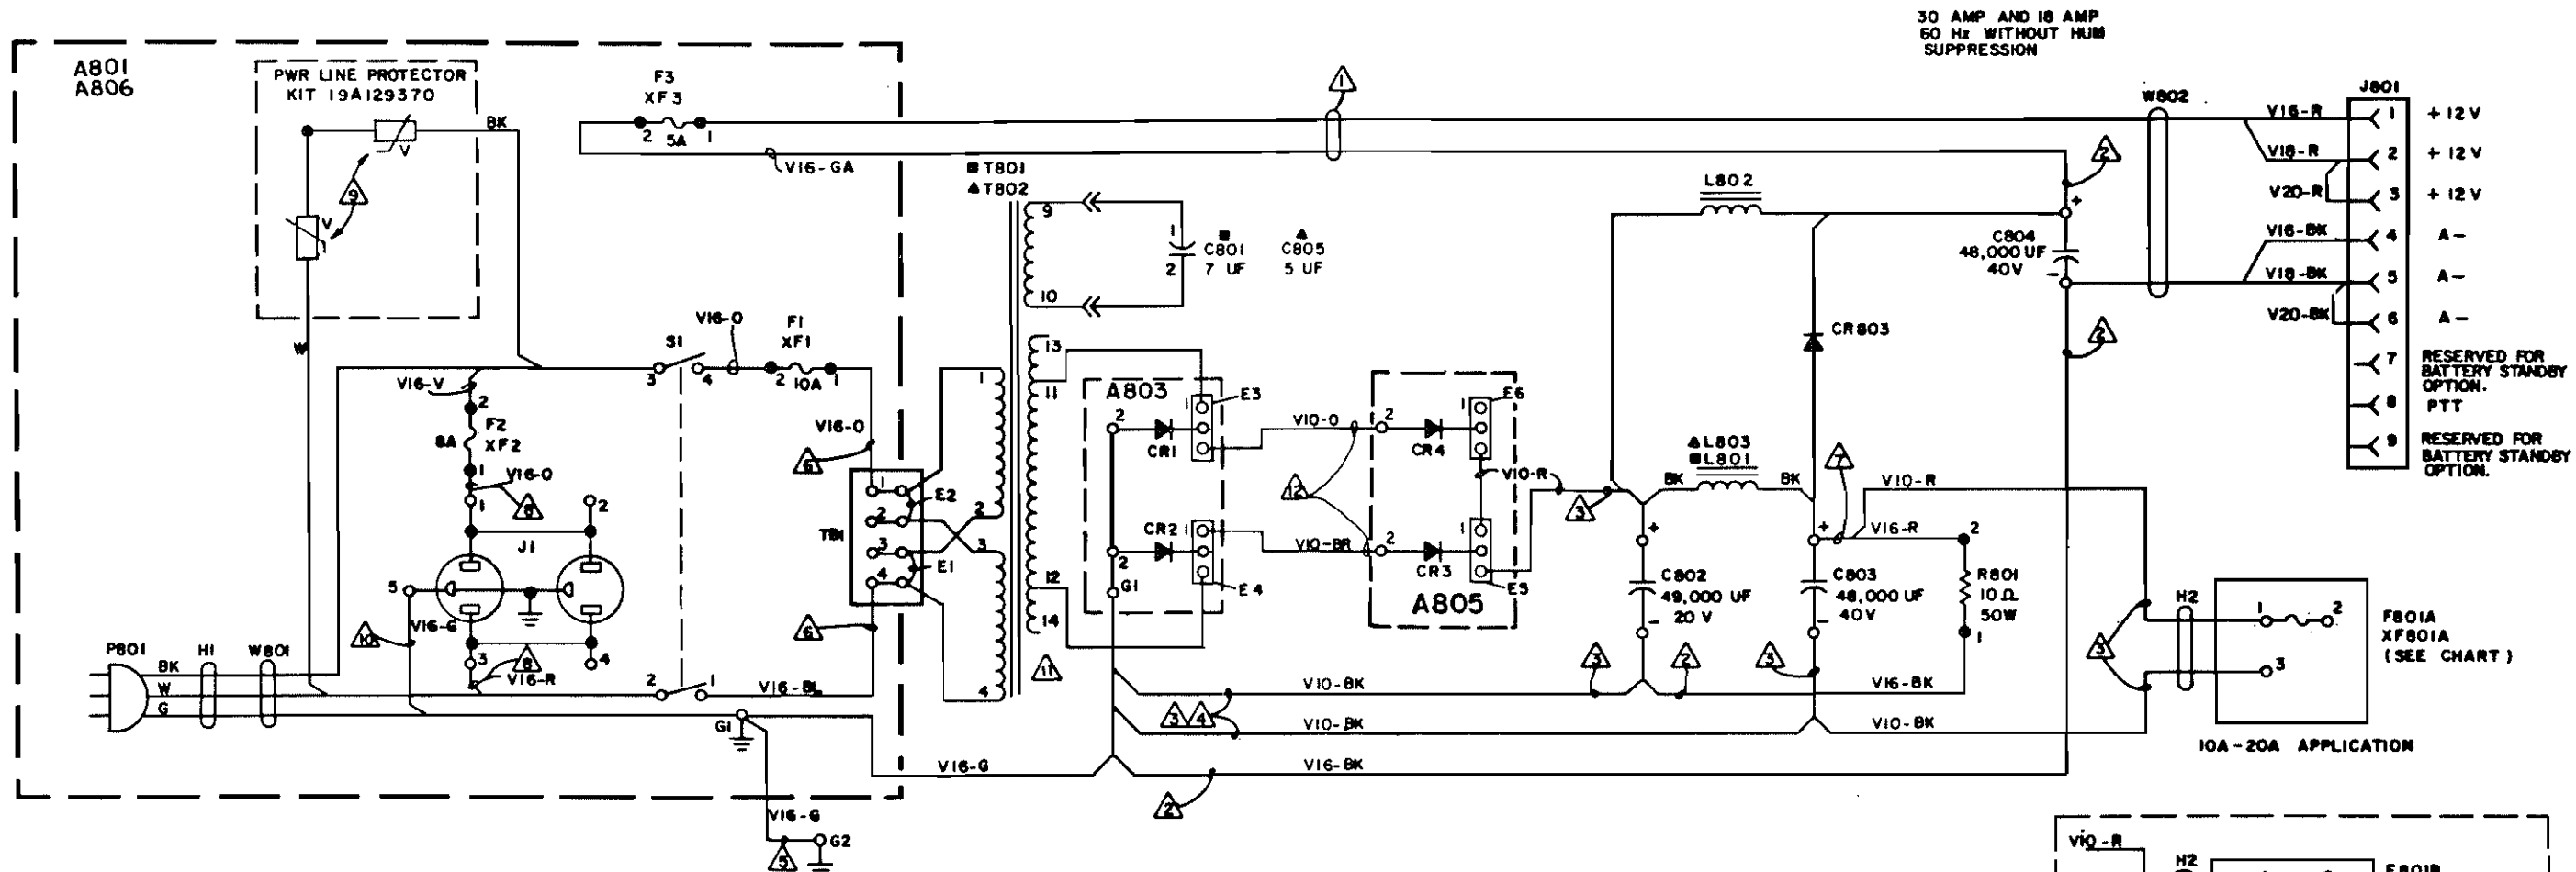 30 AMP AND 18 AMP
60 Hz WITHOUT HUM
SUPPRESSION
A801
A806
PWR LINE PROTECTOR
KIT 19A129370
BK
V
V
9
W
F3
XF3
2
5A
1
V16-GA
1
T801
T802
9
10
1
2
C801
7 UF
C805
5 UF
L802
2
+
C804
48,000 UF
40V
-
2
W802
J801
V16-R
1
+ 12 V
V18-R
2
+ 12 V
V20-R
3
+ 12 V
V16-BK
4
A-
V18-BK
5
A-
V20-BK
6
A-
7
RESERVED FOR
BATTERY STANDBY
OPTION.
8
PTT
9
RESERVED FOR
BATTERY STANDBY
OPTION.
V16-V
2
F2
XF2
8A
1
V16-O
8
1
2
J1
5
V16-G
10
3
4
8
V16-R
P801
BK
W
G
H1
W801
S1
3
4
V16-O
F1
XF1
2
10A
1
V16-O
6
TB1
1
2
3
4
E2
E1
6
2
1
V16-BL
G1
V16-G
5
G2
V16-G
1
2
3
4
13
11
12
14
11
A803
2
CR1
1
E3
CR2
1
2
G1
E4
V10-O
12
V10-BR
2
CR4
1
E6
2
CR3
1
E5
A805
V10-R
3
BK
L803
L801
BK
CR803
7
V10-R
V16-R
+
C802
49,000 UF
20 V
-
+
C803
48,000 UF
40V
-
2
R801
10 Ω
50W
1
3
2
3
3
4
V10-BK
V16-BK
V10-BK
V10-BK
V16-BK
2
3
H2
1
2
3
F801A
XF801A
(SEE CHART)
10A-20A APPLICATION
V10-R
H2
F801B